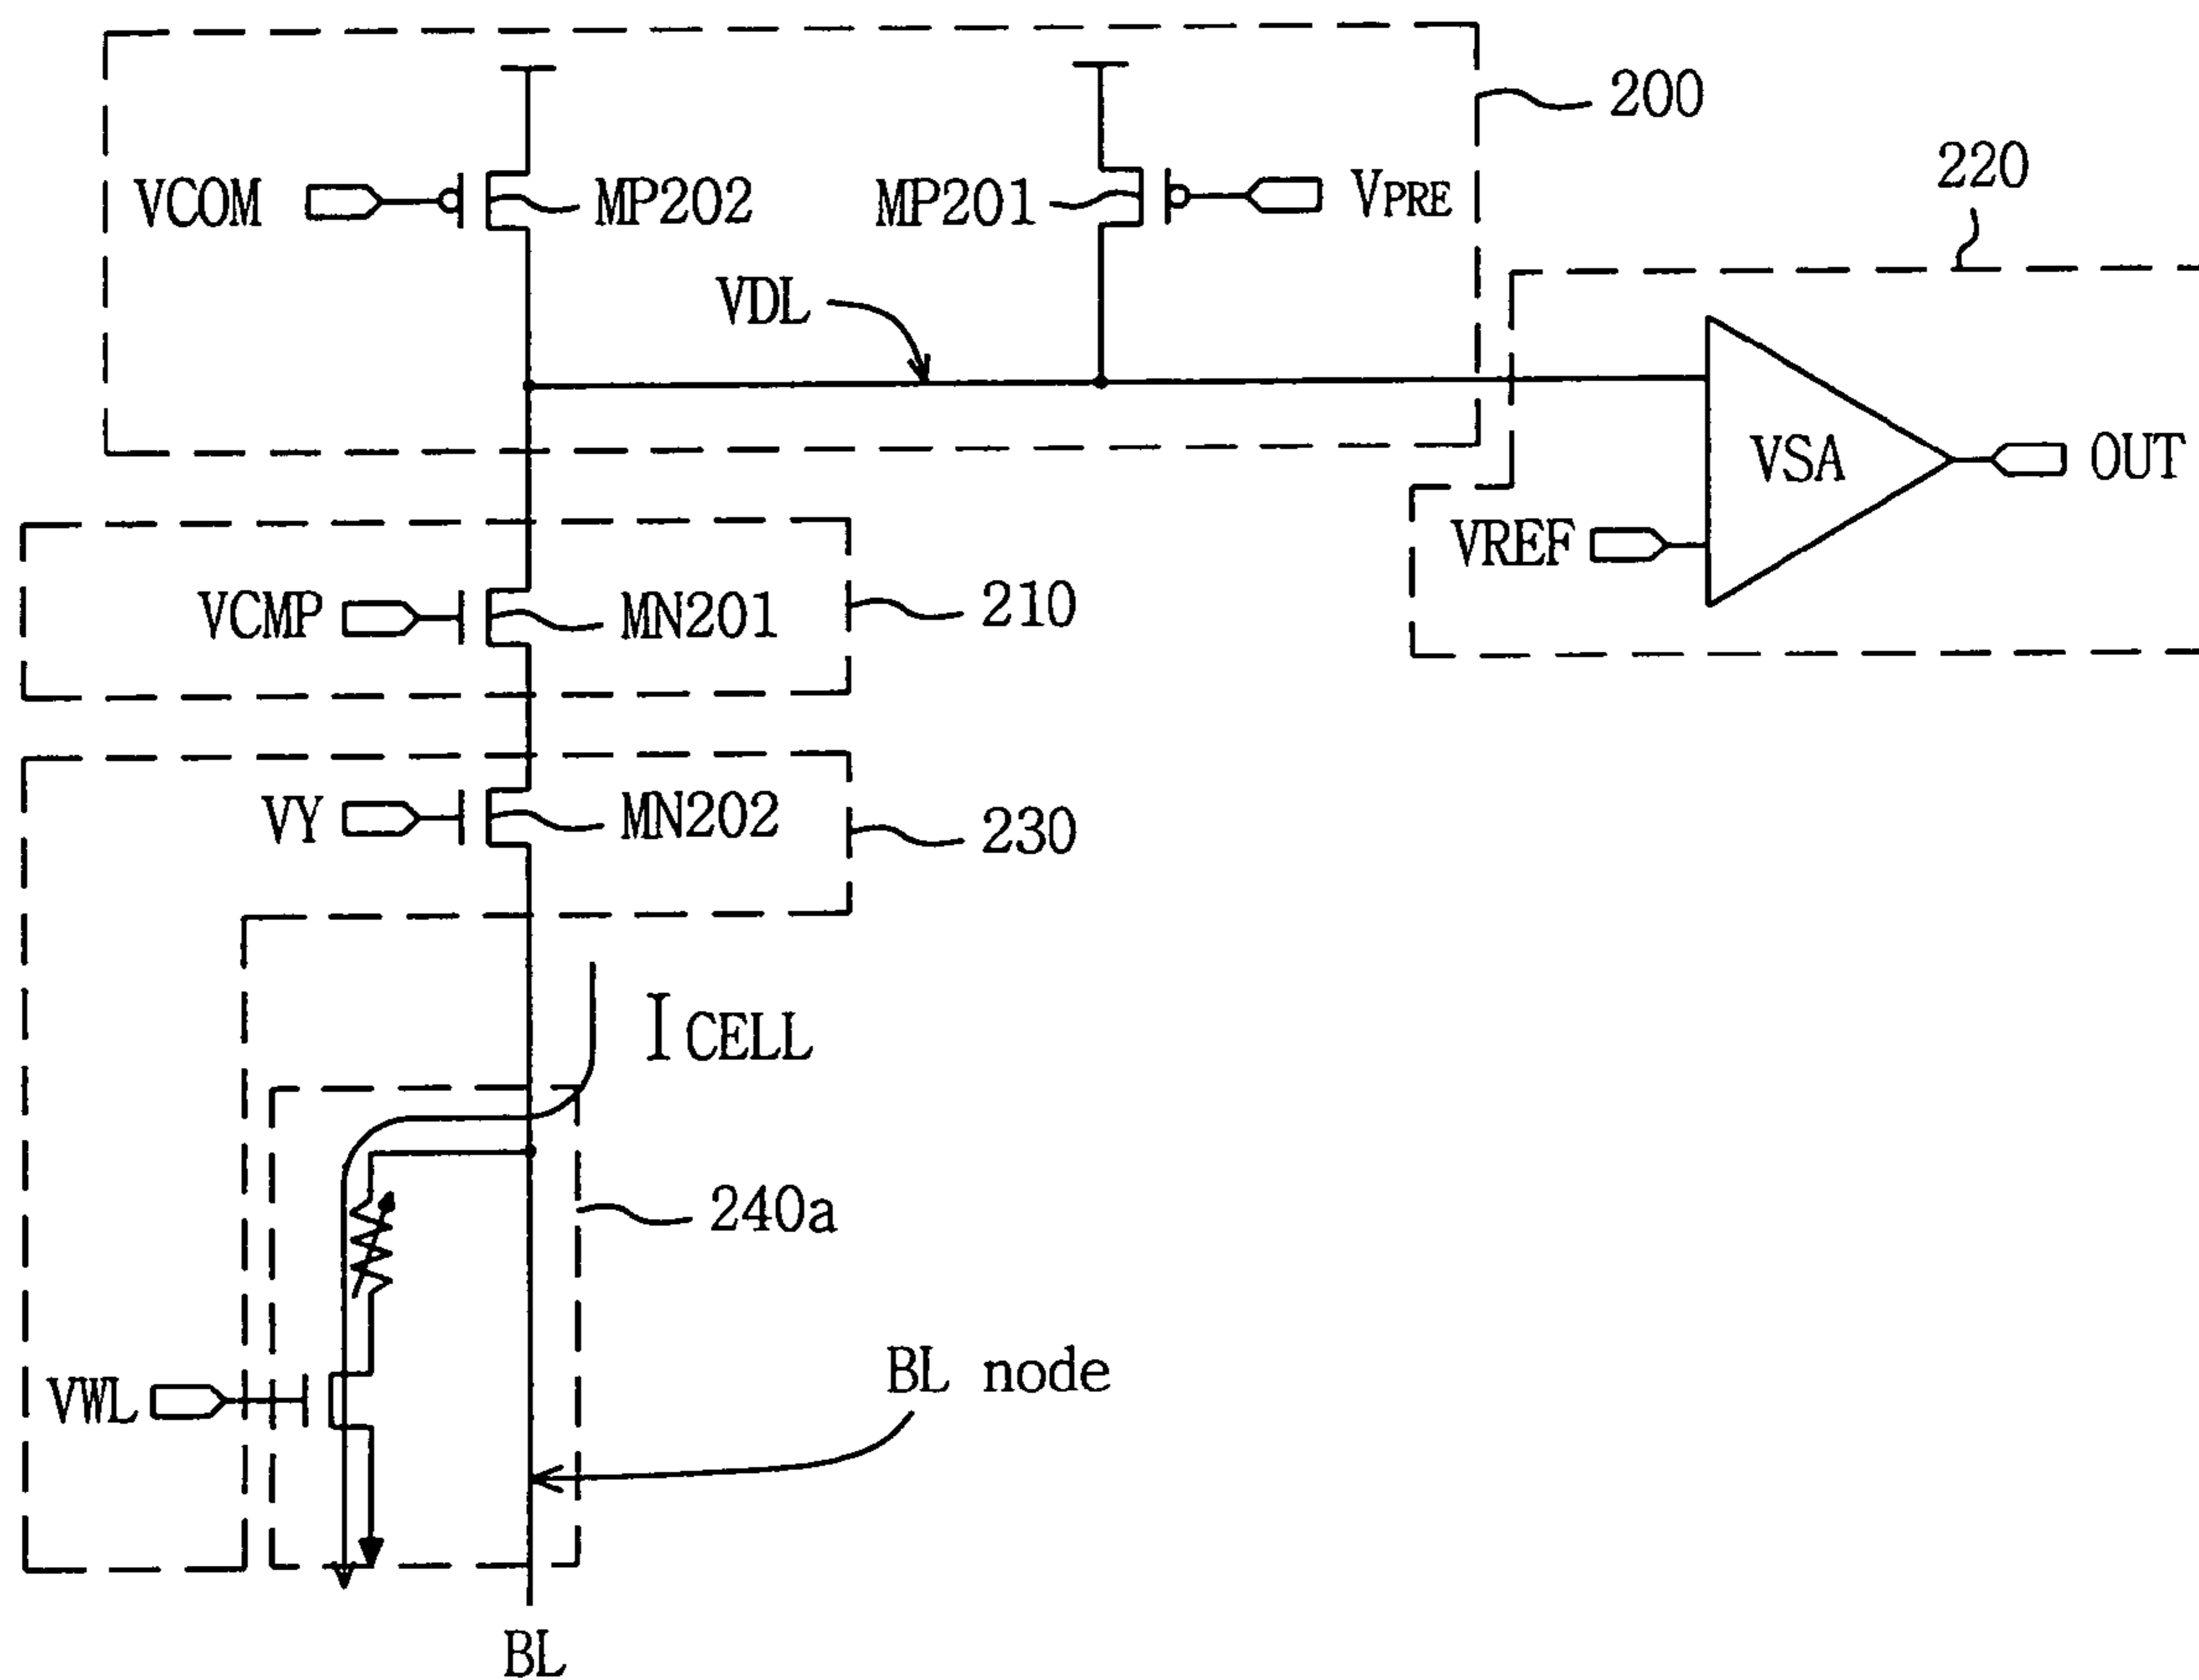 200
220
VCOM
MP202
MP201
VPRE
VDL
VSA
OUT
VREF
VCMP
MN201
210
VY
MN202
230
ICELL
240a
BL node
VWL
BL